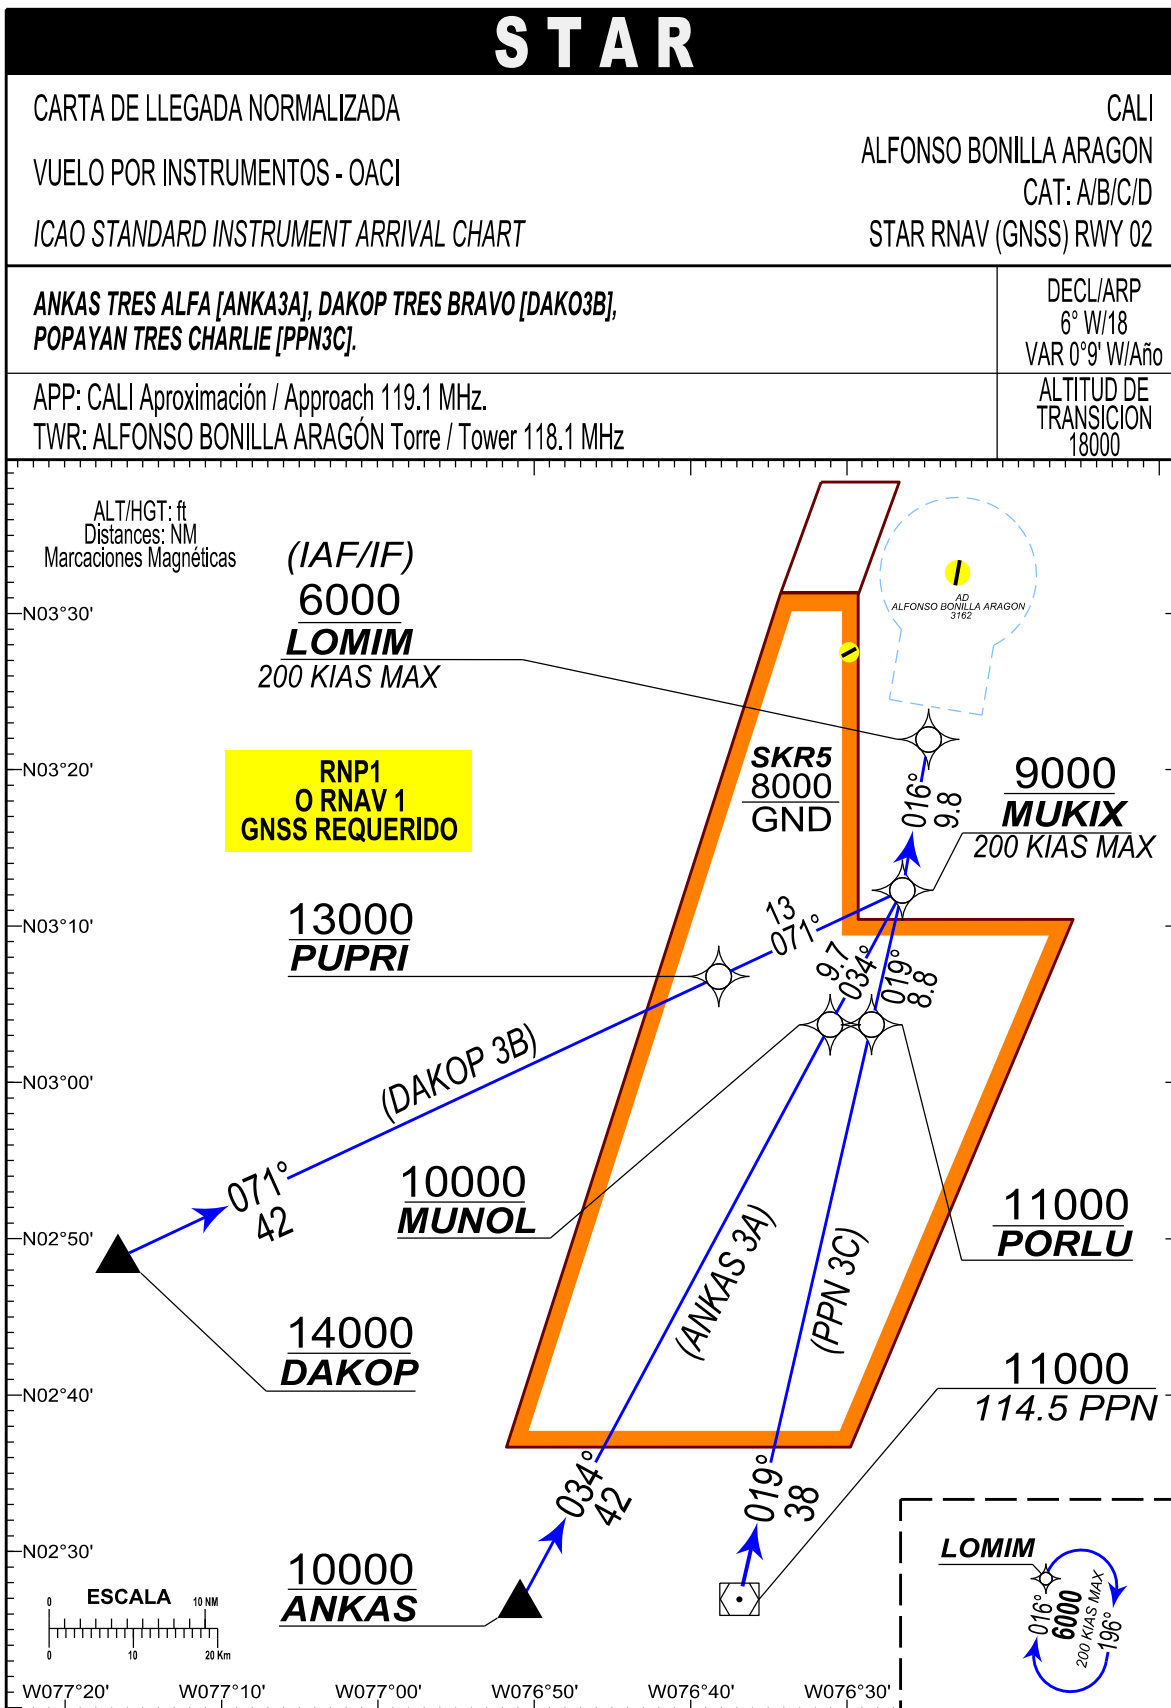 STAR
CARTA DE LLEGADA NORMALIZADA
VUELO POR INSTRUMENTOS - OACI
ICAO STANDARD INSTRUMENT ARRIVAL CHART
CALI
ALFONSO BONILLA ARAGON
CAT: A/B/C/D
STAR RNAV (GNSS) RWY 02
ANKAS TRES ALFA [ANKA3A], DAKOP TRES BRAVO [DAKO3B],
POPAYAN TRES CHARLIE [PPN3C].
DECL/ARP
6° W/18
VAR 0°9' W/Año
APP: CALI Aproximación / Approach 119.1 MHz.
TWR: ALFONSO BONILLA ARAGÓN Torre / Tower 118.1 MHz
ALTITUD DE
TRANSICION
18000
ALT/HGT: ft
Distances: NM
Marcaciones Magnéticas
(IAF/IF)
6000
LOMIM
200 KIAS MAX
AD
ALFONSO BONILLA ARAGON
3162
N03°30'
RNP1
O RNAV 1
GNSS REQUERIDO
SKR5
8000
GND
N03°20'
016°
9.8
9000
MUKIX
200 KIAS MAX
13000
PUPRI
N03°10'
13
071°
9.7
034°
019°
8.8
(DAKOP 3B)
N03°00'
071°
42
10000
MUNOL
11000
PORLU
N02°50'
(ANKAS 3A)
(PPN 3C)
14000
DAKOP
N02°40'
11000
114.5 PPN
034°
42
019°
38
N02°30'
10000
ANKAS
ESCALA
0
10 NM
0
10
20 Km
LOMIM
016°
6000
200 KIAS MAX
196°
W077°20'
W077°10'
W077°00'
W076°50'
W076°40'
W076°30'